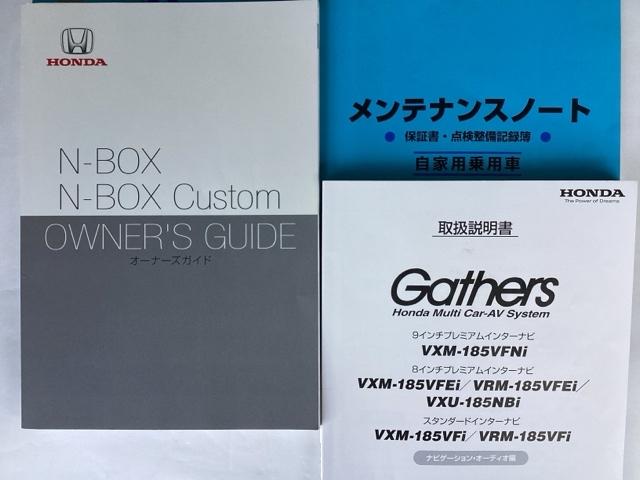 HONDA
N-BOX
N-BOX Custom
OWNER'S GUIDE
オーナーズガイド
メンテナンスノート
● 保証書・点検整備記録簿 ●
自家用乗用車
HONDA
The Power of Dreams
取扱説明書
Gathers
Honda Multi Car-AV System
9インチプレミアムインターナビ
VXM-185VFNi
8インチプレミアムインターナビ
VXM-185VFEi/VRM-185VFEi/
VXU-185NBi
スタンダードインターナビ
VXM-185VFi/VRM-185VFi
ナビゲーション・オーディオ編